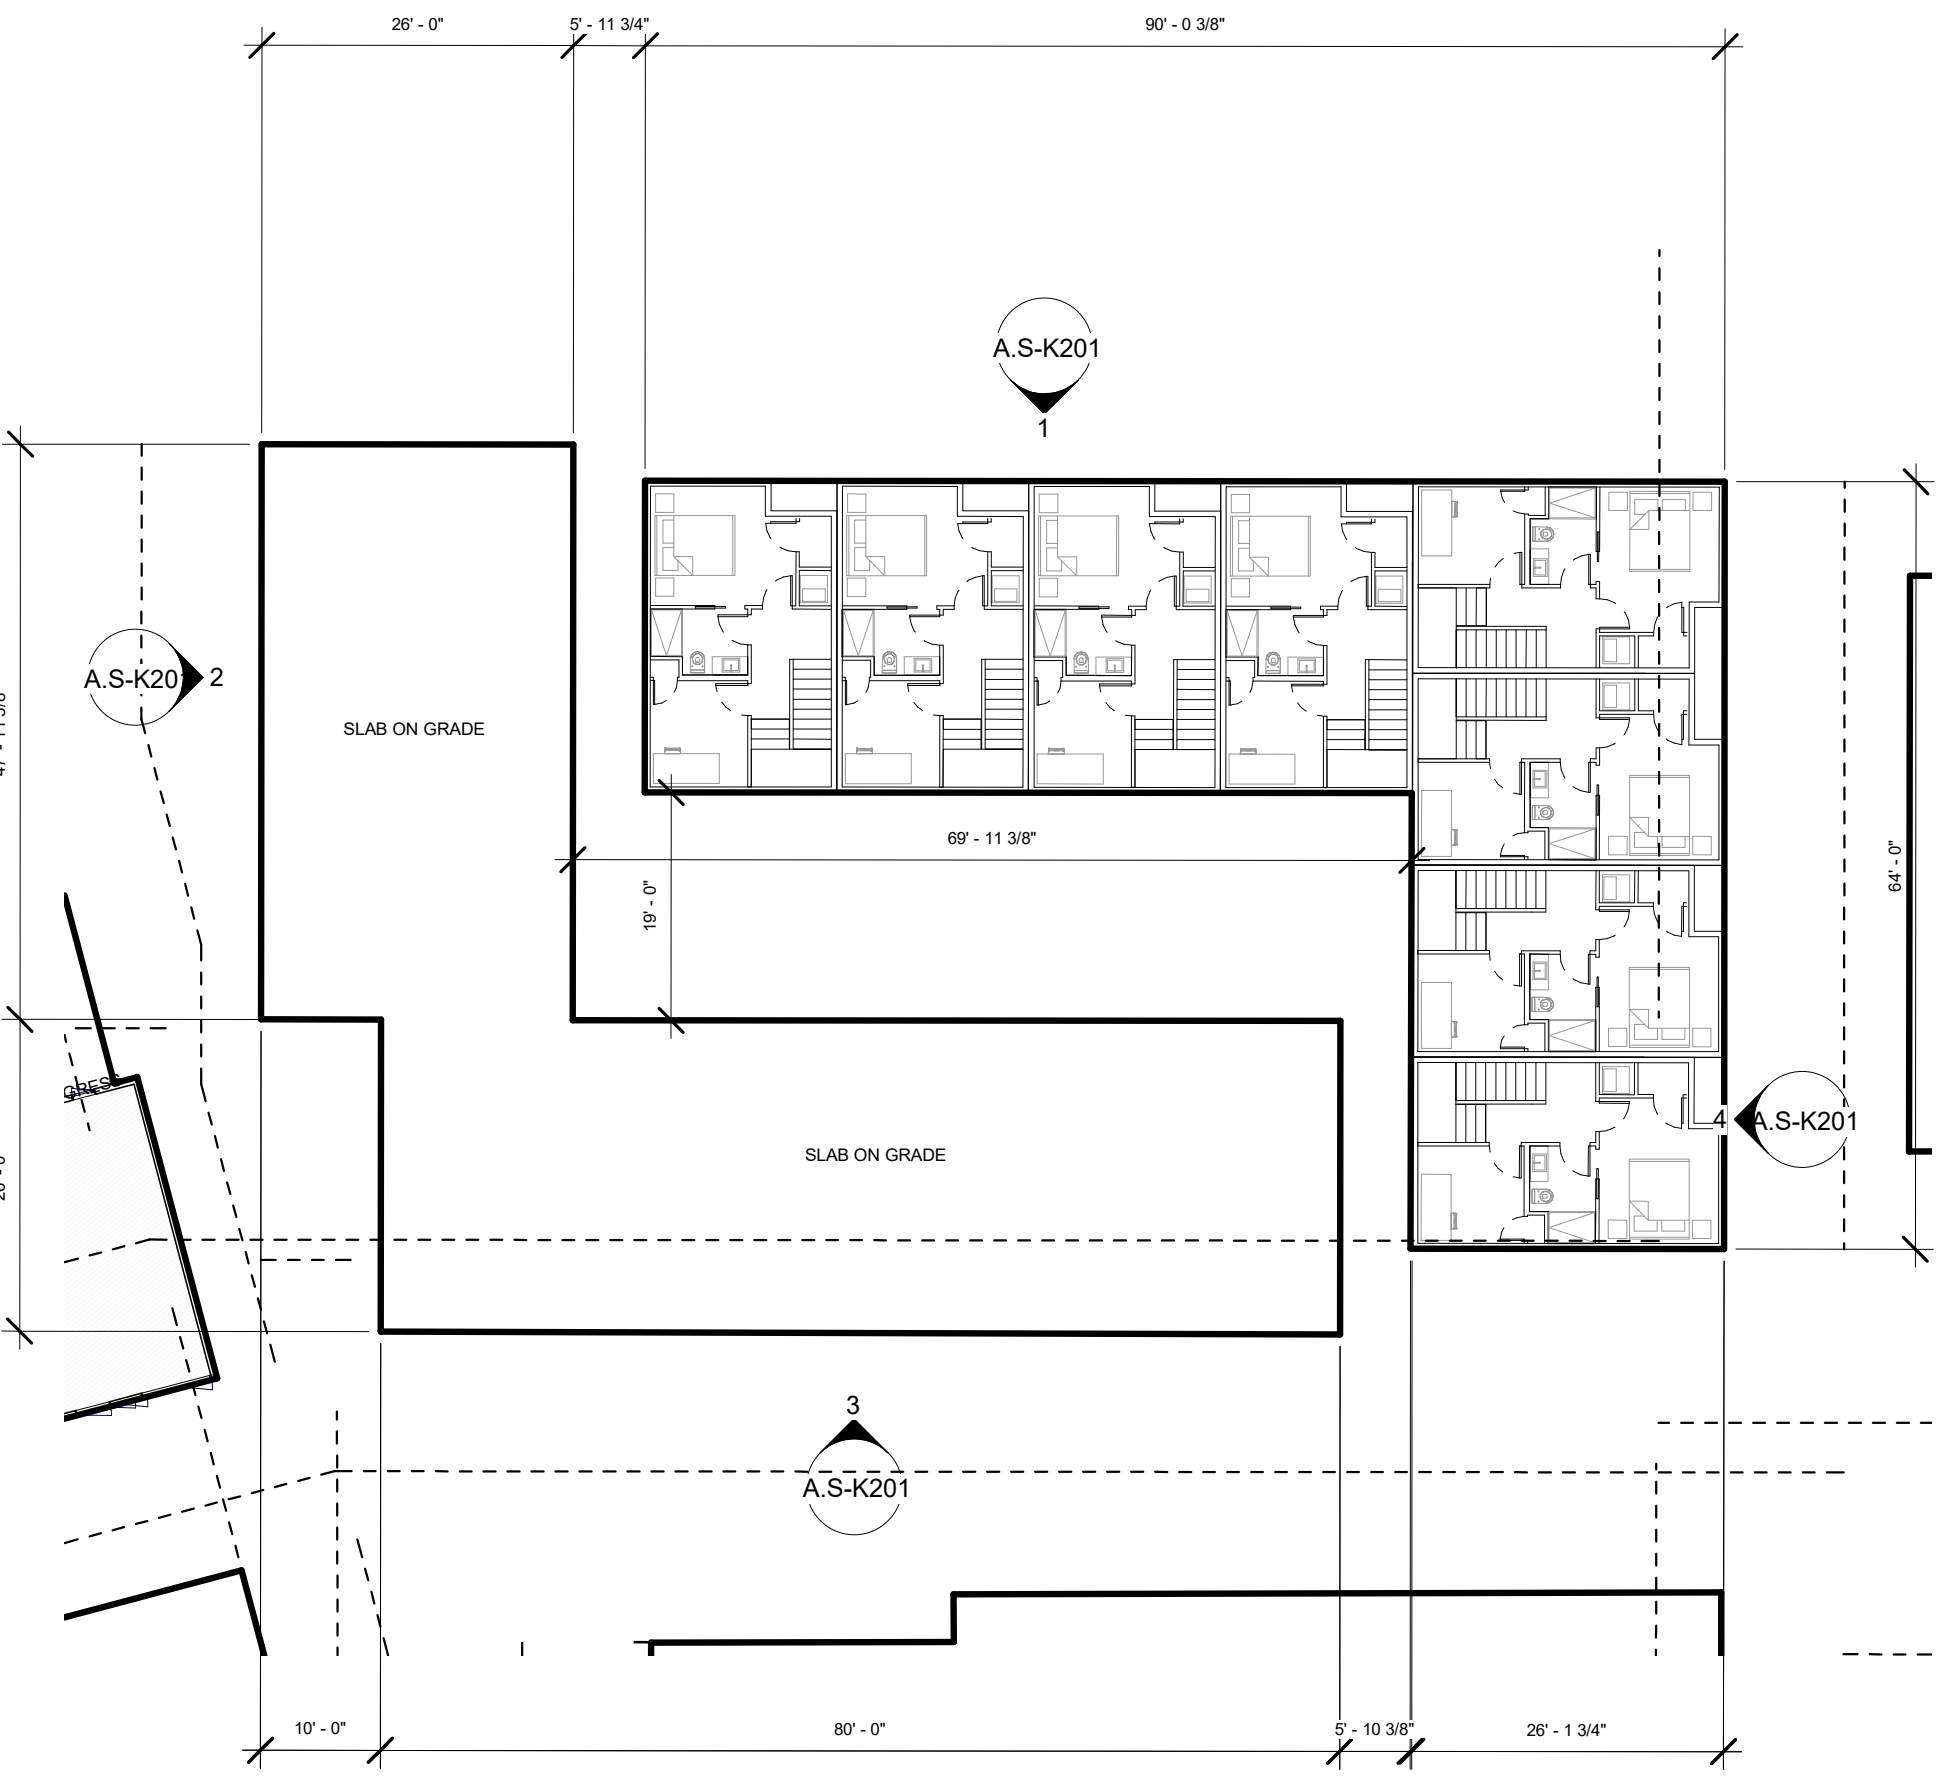 26' - 0"
5' - 11 3/4"
90' - 0 3/8"
A.S-K201
1
A.S-K201
2
SLAB ON GRADE
69' - 11 3/8"
64' - 0"
19' - 0"
GRESS
4
A.S-K201
SLAB ON GRADE
3
A.S-K201
10' - 0"
80' - 0"
5' - 10 3/8"
26' - 1 3/4"